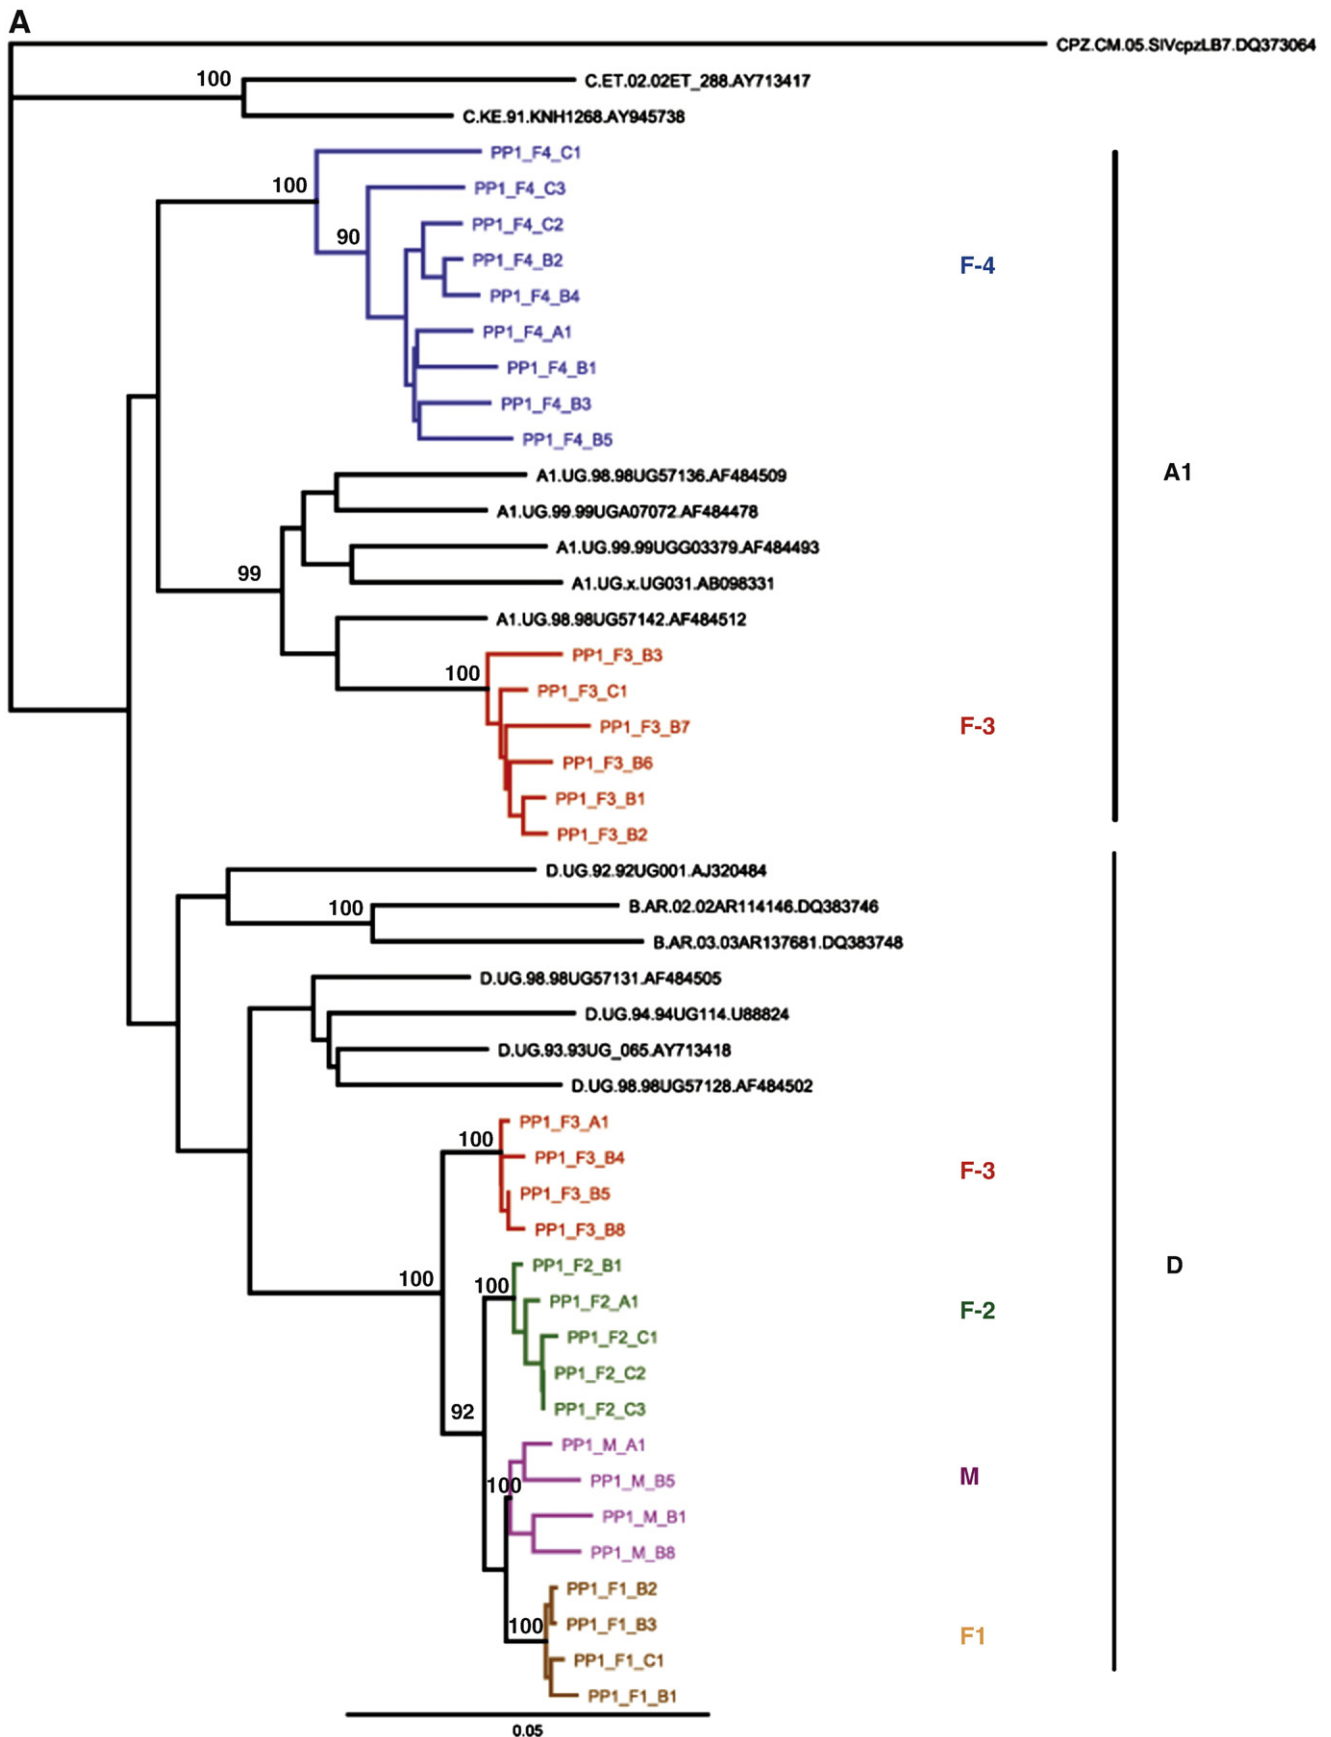 A
CPZ.CM.05.SIVcpzLB7.DQ373064
100
C.ET.02.02ET_288.AY713417
C.KE.91.KNH1268.AY945738
PP1_F4_C1
100
PP1_F4_C3
90
PP1_F4_C2
PP1_F4_B2
F-4
PP1_F4_B4
PP1_F4_A1
PP1_F4_B1
PP1_F4_B3
PP1_F4_B5
A1.UG.98.98UG57136.AF484509
A1
A1.UG.99.99UGA07072.AF484478
A1.UG.99.99UGG03379.AF484493
99
A1.UG.x.UG031.AB098331
A1.UG.98.98UG57142.AF484512
PP1_F3_B3
100
PP1_F3_C1
PP1_F3_B7
F-3
PP1_F3_B6
PP1_F3_B1
PP1_F3_B2
D.UG.92.92UG001.AJ320484
100
B.AR.02.02AR114146.DQ383746
B.AR.03.03AR137681.DQ383748
D.UG.98.98UG57131.AF484505
D.UG.94.94UG114.U88824
D.UG.93.93UG_065.AY713418
D.UG.98.98UG57128.AF484502
PP1_F3_A1
100
PP1_F3_B4
F-3
PP1_F3_B5
PP1_F3_B8
PP1_F2_B1
D
100
100
PP1_F2_A1
F-2
PP1_F2_C1
PP1_F2_C2
PP1_F2_C3
92
PP1_M_A1
M
PP1_M_B5
100
PP1_M_B1
PP1_M_B8
PP1_F1_B2
PP1_F1_B3
100
F1
PP1_F1_C1
PP1_F1_B1
0.05